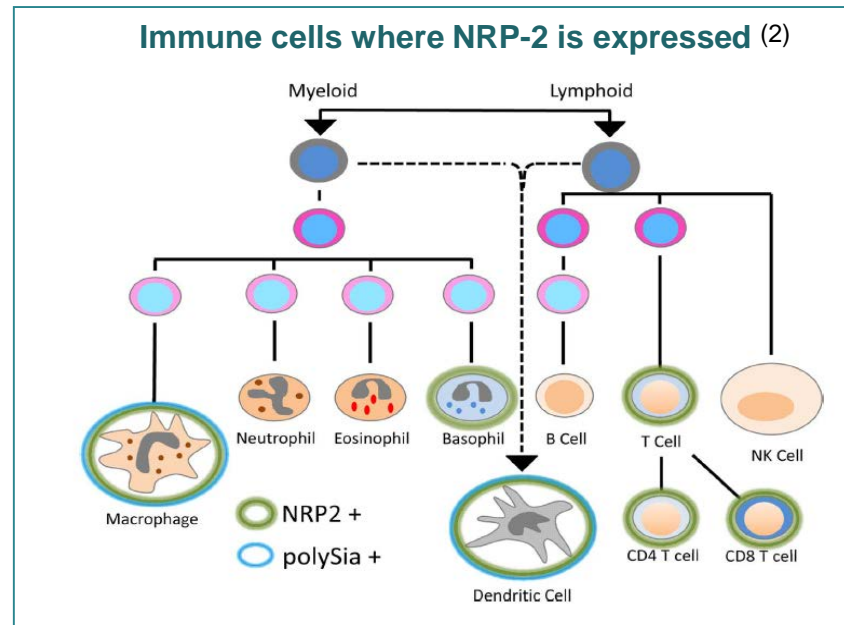 Immune cells where NRP-2 is expressed (2)
Myeloid
Lymphoid
Neutrophil
Eosinophil
Basophil
B Cell
T Cell
NK Cell
Macrophage
NRP2 +
polySia +
Dendritic Cell
CD4 T cell
CD8 T cell